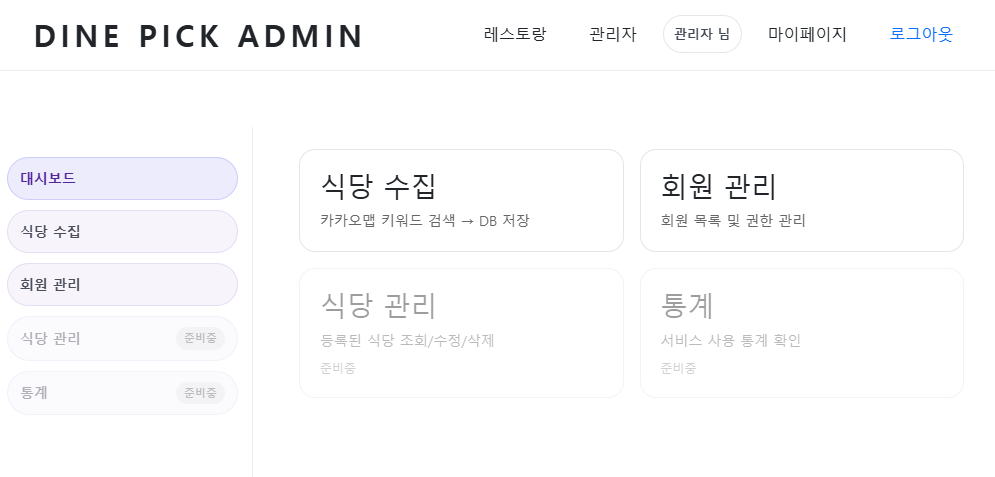 DINE PICK ADMIN
레스토랑 관리자 관리자 님 마이페이지 로그아웃
대시보드
식당 수집
회원 관리
식당 관리 준비중
통계 준비중
식당 수집
카카오맵 키워드 검색 → DB 저장
회원 관리
회원 목록 및 권한 관리
식당 관리
등록된 식당 조회/수정/삭제
준비중
통계
서비스 사용 통계 확인
준비중